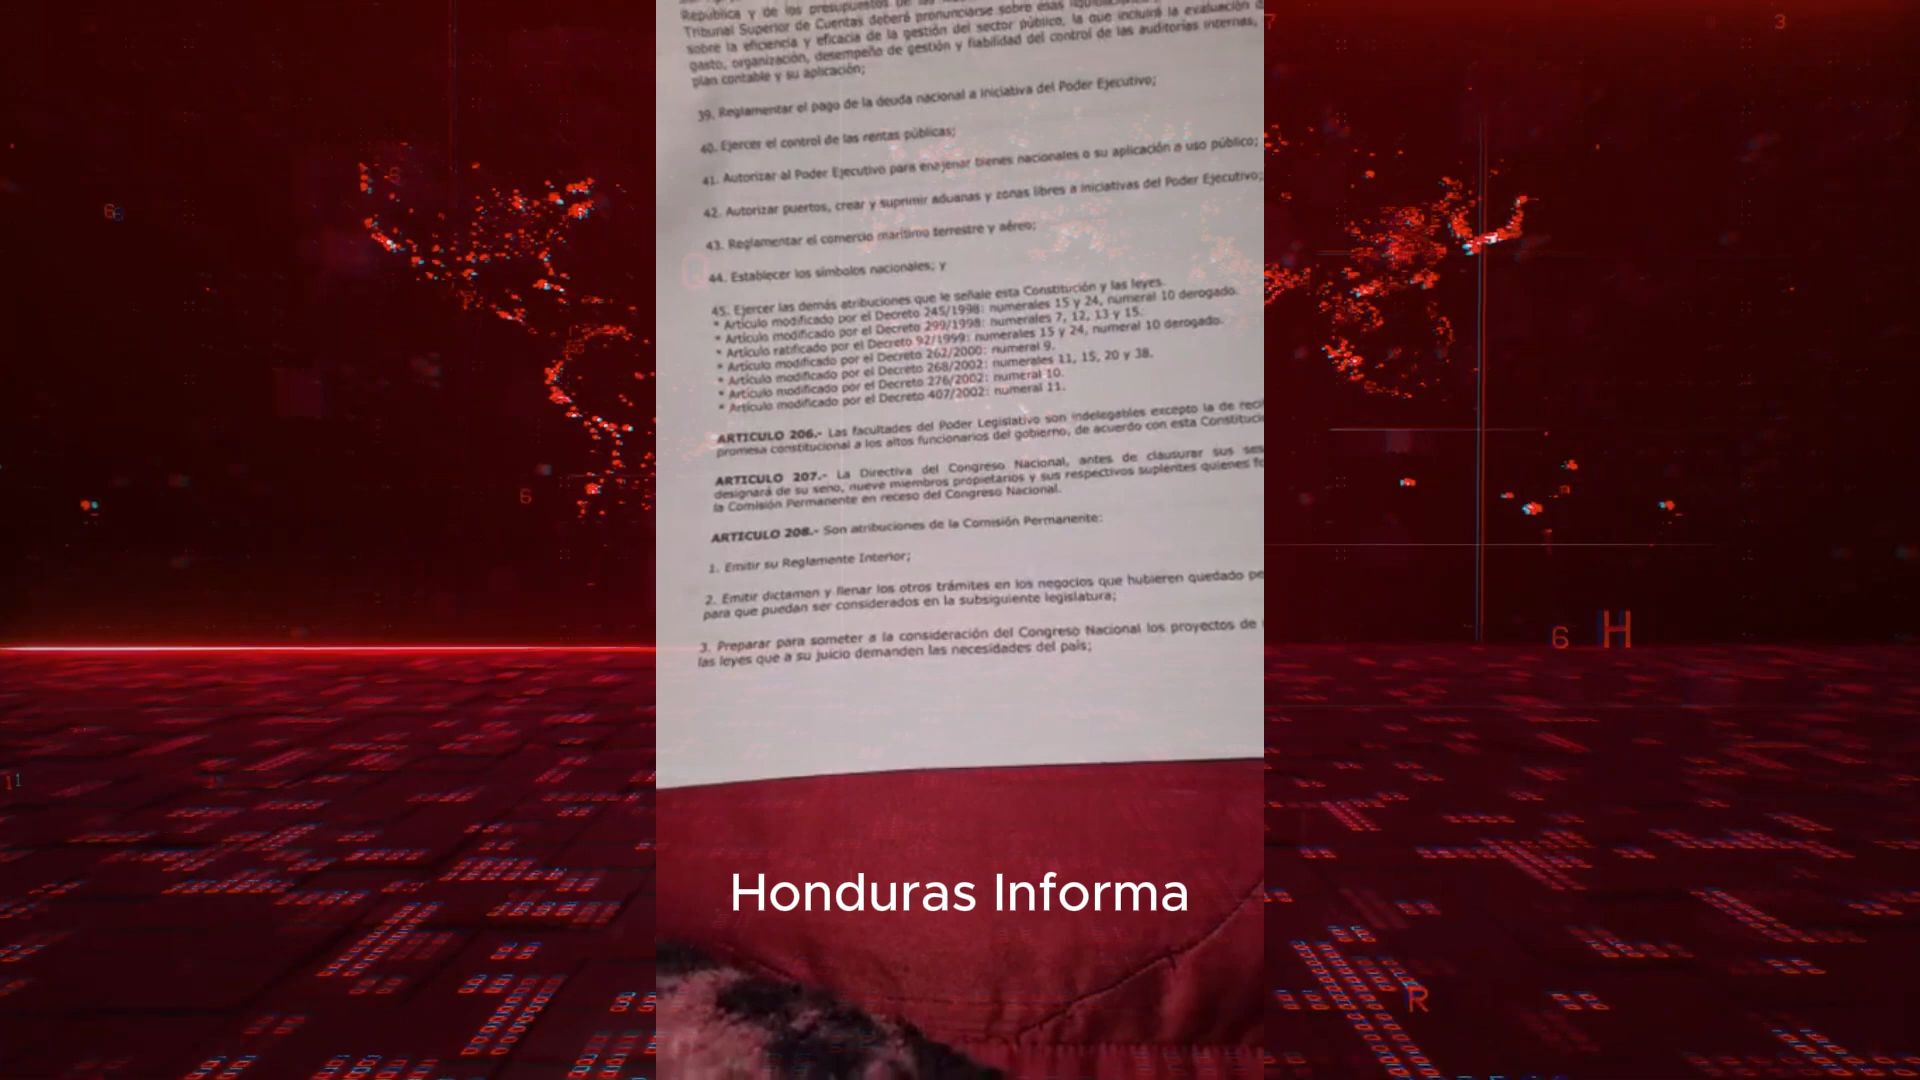 República y de los presupuestos de las
Tribunal Superior de Cuentas deberá pronunciarse sobre esas liquidaciones
sobre la eficiencia y eficacia de la gestión del sector público, la que incluirá la evaluación d
gasto, organización, desempeño de gestión y fiabilidad del control de las auditorías internas,
plan contable y su aplicación;
39. Reglamentar el pago de la deuda nacional a iniciativa del Poder Ejecutivo;
40. Ejercer el control de las rentas públicas;
41. Autorizar al Poder Ejecutivo para enajenar bienes nacionales o su aplicación a uso público;
42. Autorizar puertos, crear y suprimir aduanas y zonas libres a iniciativas del Poder Ejecutivo;
43. Reglamentar el comercio marítimo terrestre y aéreo;
44. Establecer los símbolos nacionales; y
45. Ejercer las demás atribuciones que le señale esta Constitución y las leyes.
* Artículo modificado por el Decreto 245/1998: numerales 15 y 24, numeral 10 derogado.
* Artículo modificado por el Decreto 299/1998: numerales 7, 12, 13 y 15.
* Artículo ratificado por el Decreto 92/1999: numerales 15 y 24, numeral 10 derogado.
* Artículo modificado por el Decreto 262/2000: numeral 9.
* Artículo modificado por el Decreto 268/2002: numerales 11, 15, 20 y 38.
* Artículo modificado por el Decreto 276/2002: numeral 10.
* Artículo modificado por el Decreto 407/2002: numeral 11.
ARTICULO 206.- Las facultades del Poder Legislativo son indelegables excepto la de reci
promesa constitucional a los altos funcionarios del gobierno, de acuerdo con esta Constituci
ARTICULO 207.- La Directiva del Congreso Nacional, antes de clausurar sus ses
designará de su seno, nueve miembros propietarios y sus respectivos suplentes quienes fo
la Comisión Permanente en receso del Congreso Nacional.
ARTICULO 208.- Son atribuciones de la Comisión Permanente:
1. Emitir su Reglamente Interior;
2. Emitir dictamen y llenar los otros trámites en los negocios que hubieren quedado pe
para que puedan ser considerados en la subsiguiente legislatura;
3. Preparar para someter a la consideración del Congreso Nacional los proyectos de
las leyes que a su juicio demanden las necesidades del país;
Honduras Informa